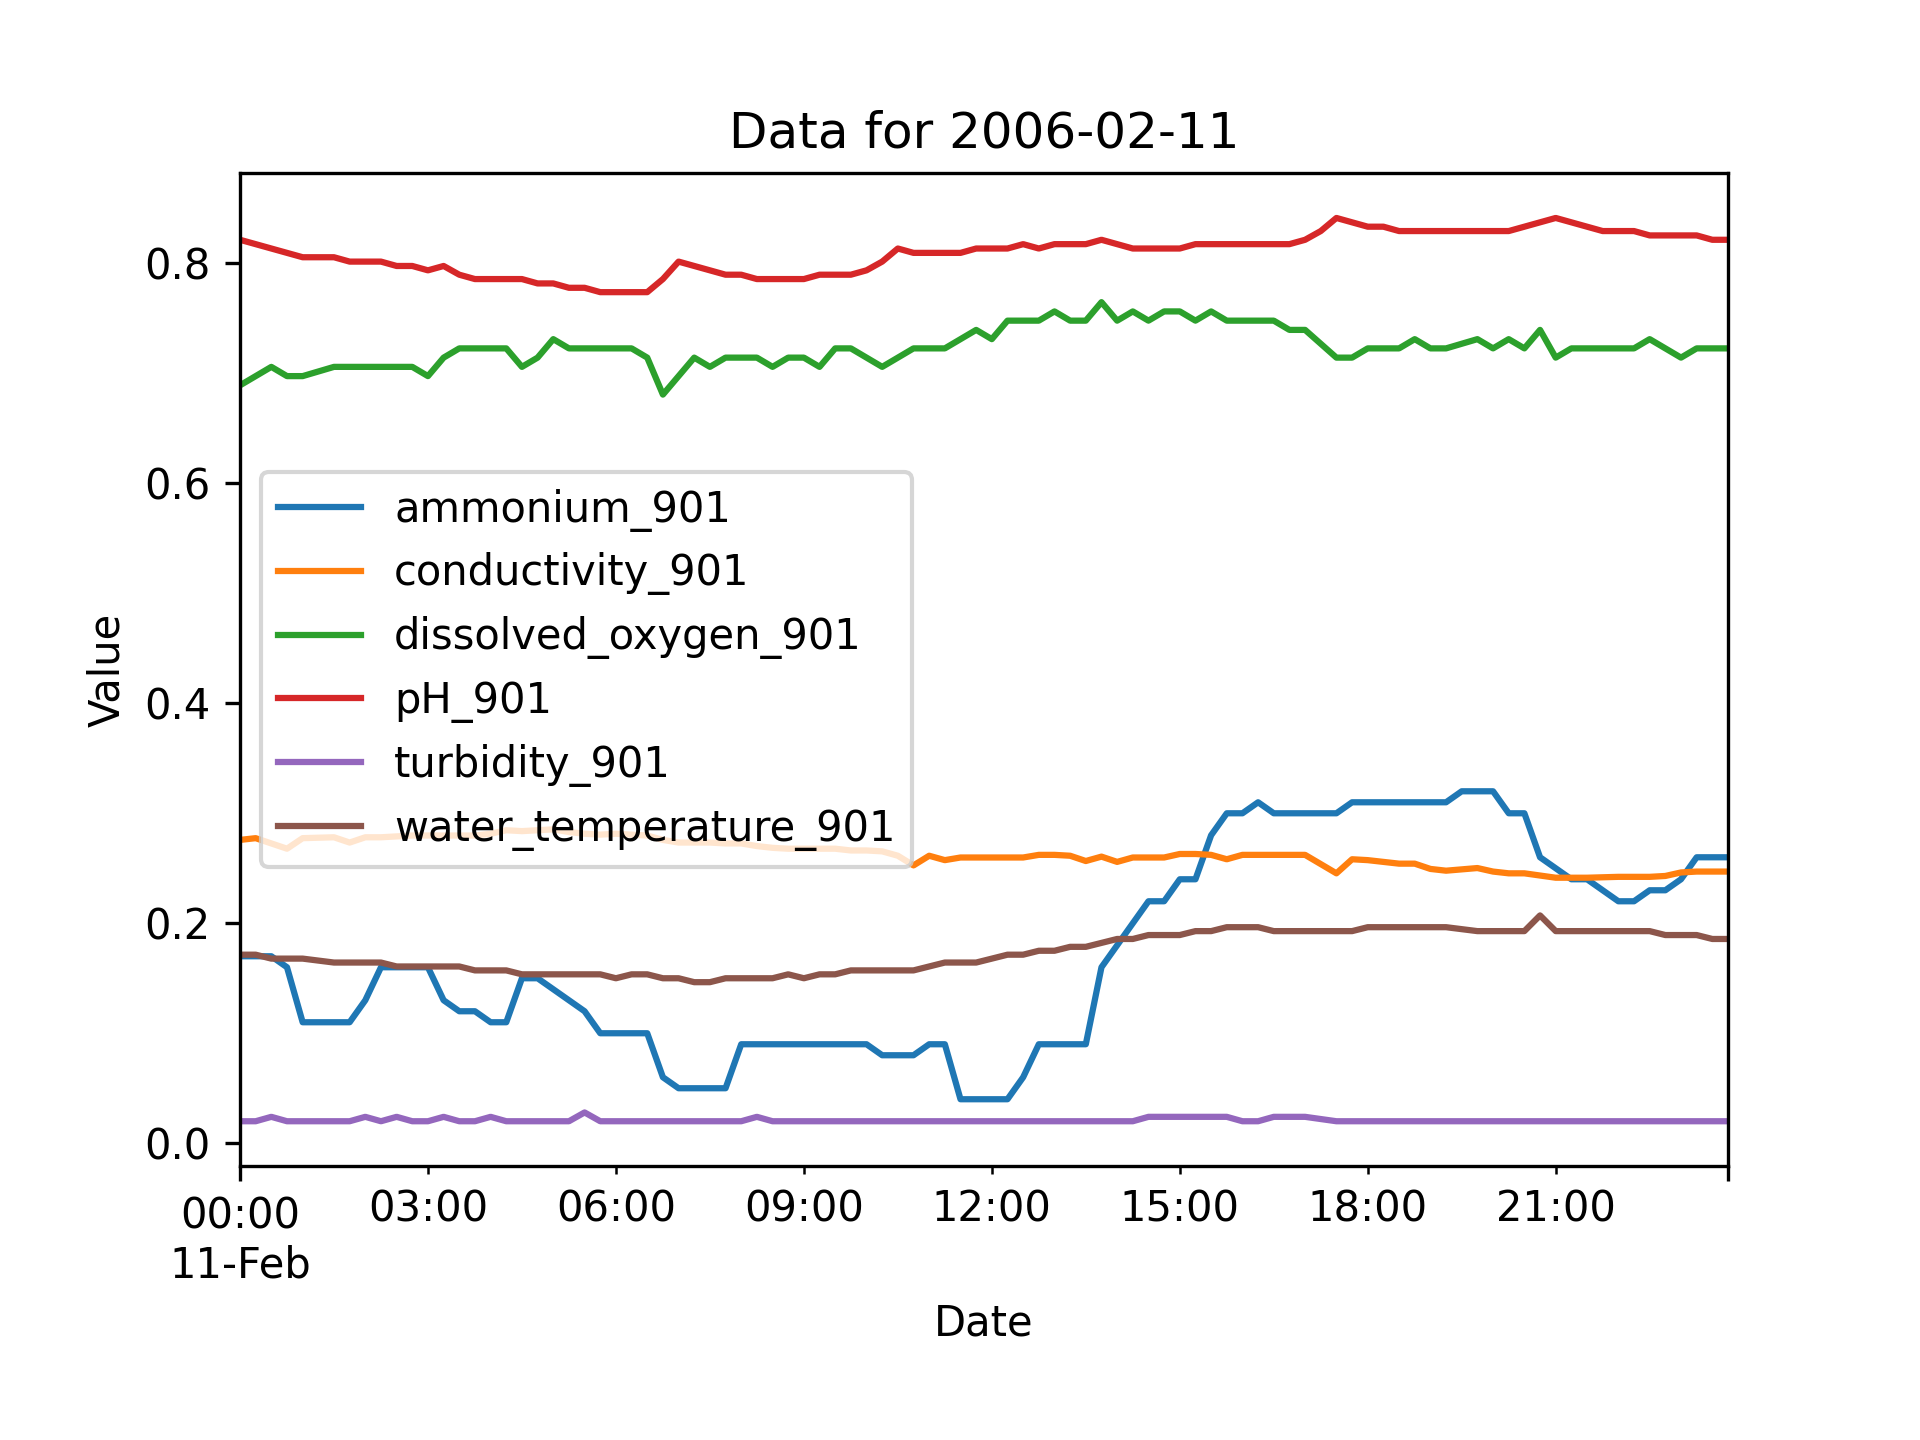 Data for 2006-02-11
Value
0.8
0.6
0.4
0.2
0.0
ammonium_901
conductivity_901
dissolved_oxygen_901
pH_901
turbidity_901
water_temperature_901
00:00 03:00 06:00 09:00 12:00 15:00 18:00 21:00
11-Feb
Date